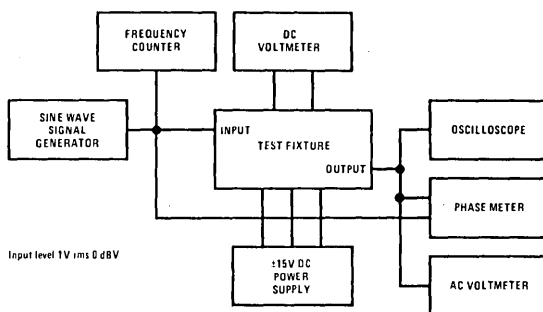 FREQUENCY
COUNTER
DC
VOLTMETER
SINE WAVE
SIGNAL
GENERATOR
INPUT
TEST FIXTURE
OUTPUT
OSCILLOSCOPE
PHASE METER
Input level 1V rms 0 dBV
±15V DC
POWER
SUPPLY
AC VOLTMETER